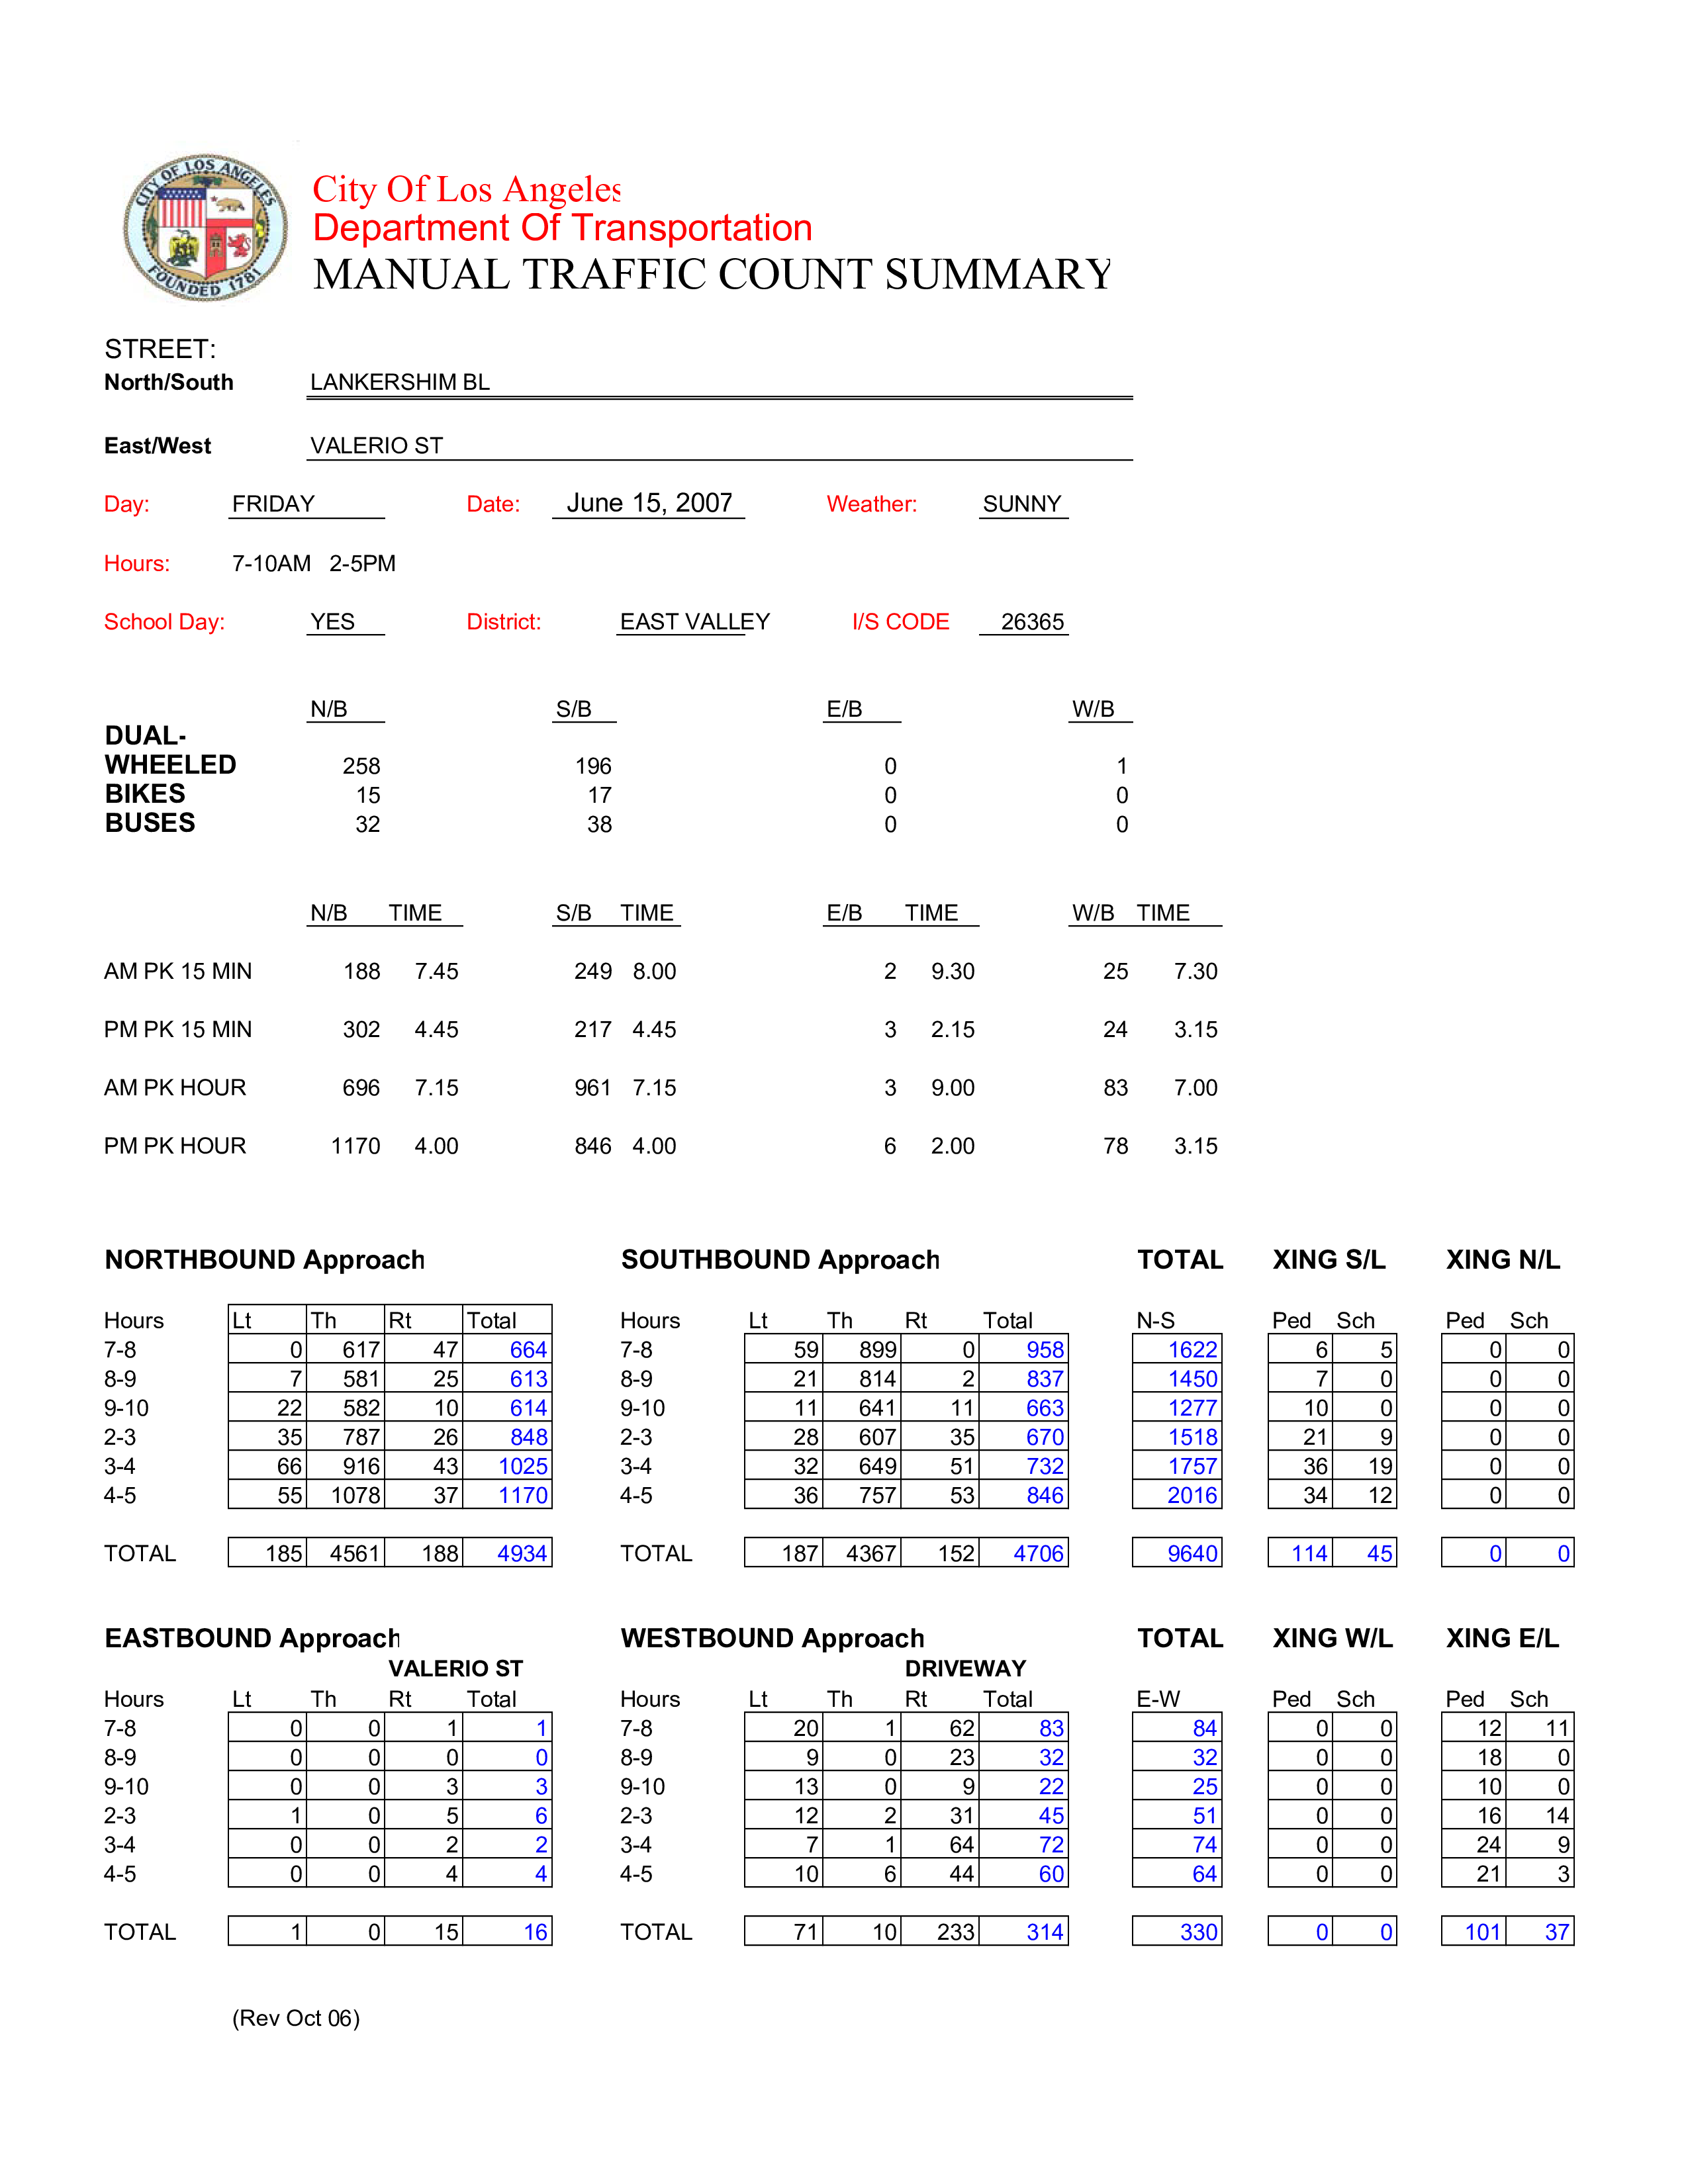 CITY OF LOS ANGELES
FOUNDED 1781
City Of Los Angeles
Department Of Transportation
MANUAL TRAFFIC COUNT SUMMARY
STREET:
North/South LANKERSHIM BL
East/West VALERIO ST
Day: FRIDAY Date: June 15, 2007 Weather: SUNNY
Hours: 7-10AM 2-5PM
School Day: YES District: EAST VALLEY I/S CODE 26365
N/B S/B E/B W/B
DUAL-
WHEELED 258 196 0 1
BIKES 15 17 0 0
BUSES 32 38 0 0
N/B TIME S/B TIME E/B TIME W/B TIME
AM PK 15 MIN 188 7.45 249 8.00 2 9.30 25 7.30
PM PK 15 MIN 302 4.45 217 4.45 3 2.15 24 3.15
AM PK HOUR 696 7.15 961 7.15 3 9.00 83 7.00
PM PK HOUR 1170 4.00 846 4.00 6 2.00 78 3.15
NORTHBOUND Approach SOUTHBOUND Approach TOTAL XING S/L XING N/L
Hours Lt Th Rt Total Hours Lt Th Rt Total N-S Ped Sch Ped Sch
7-8 0 617 47 664 7-8 59 899 0 958 1622 6 5 0 0
8-9 7 581 25 613 8-9 21 814 2 837 1450 7 0 0 0
9-10 22 582 10 614 9-10 11 641 11 663 1277 10 0 0 0
2-3 35 787 26 848 2-3 28 607 35 670 1518 21 9 0 0
3-4 66 916 43 1025 3-4 32 649 51 732 1757 36 19 0 0
4-5 55 1078 37 1170 4-5 36 757 53 846 2016 34 12 0 0
TOTAL 185 4561 188 4934 TOTAL 187 4367 152 4706 9640 114 45 0 0
EASTBOUND Approach WESTBOUND Approach TOTAL XING W/L XING E/L
VALERIO ST DRIVEWAY
Hours Lt Th Rt Total Hours Lt Th Rt Total E-W Ped Sch Ped Sch
7-8 0 0 1 1 7-8 20 1 62 83 84 0 0 12 11
8-9 0 0 0 0 8-9 9 0 23 32 32 0 0 18 0
9-10 0 0 3 3 9-10 13 0 9 22 25 0 0 10 0
2-3 1 0 5 6 2-3 12 2 31 45 51 0 0 16 14
3-4 0 0 2 2 3-4 7 1 64 72 74 0 0 24 9
4-5 0 0 4 4 4-5 10 6 44 60 64 0 0 21 3
TOTAL 1 0 15 16 TOTAL 71 10 233 314 330 0 0 101 37
(Rev Oct 06)